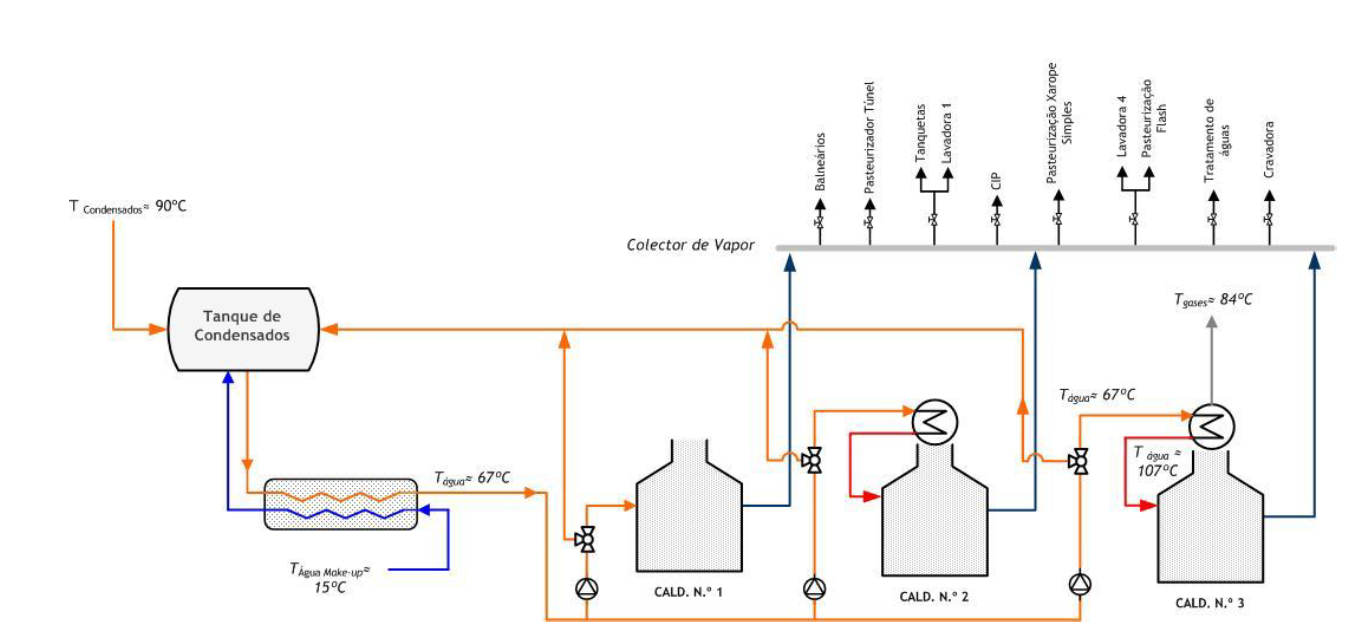 Balneários
Pasteurizador Túnel
Tanquetas
Lavadora 1
CIP
Pasteurização Xarope
Simples
Lavadora 4
Pasteurização
Flash
Tratamento de
águas
Cravadora
T Condensados≈ 90ºC
Colector de Vapor
Tgases≈ 84ºC
Tanque de
Condensados
Tágua≈ 67ºC
T água ≈
107ºC
Tágua≈ 67ºC
TÁgua Make-up≈
15ºC
CALD. N.º 1
CALD. N.º 2
CALD. N.º 3